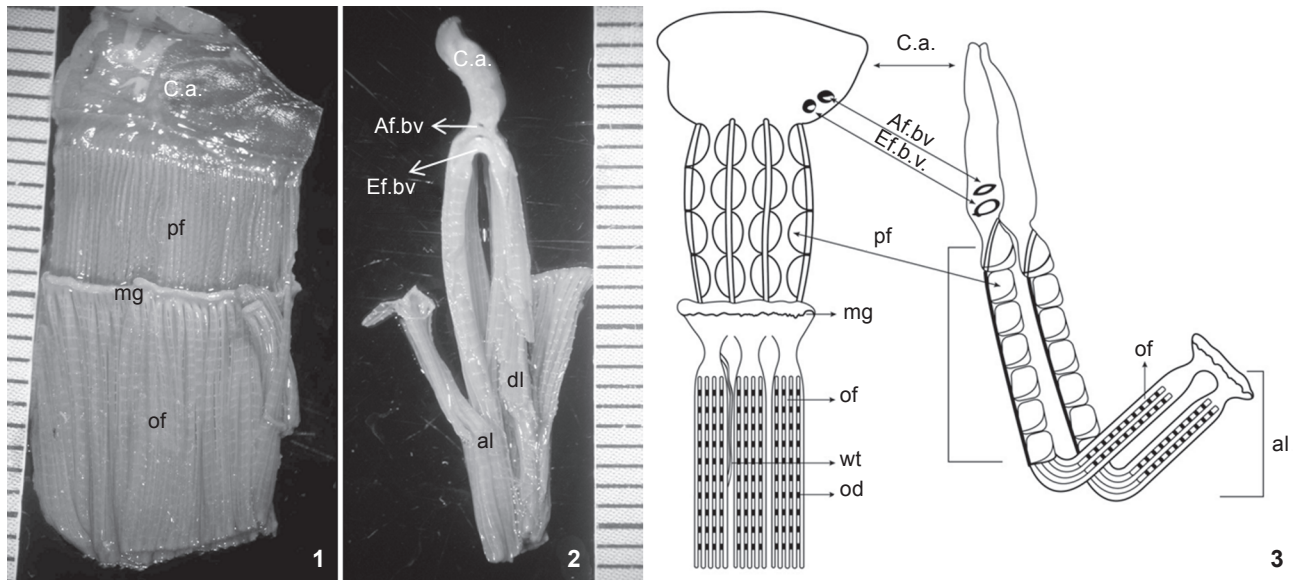 C.a.
pf
mg
of
1
C.a.
Af.bv
Ef.bv
dl
al
2
C.a.
Af.bv
Ef.b.v.
pf
mg
of
wt
od
of
al
3